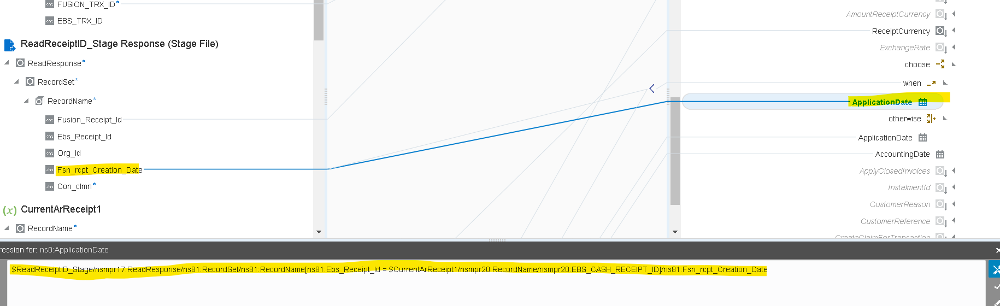 FUSION_TRX_ID*
EBS_TRX_ID
ReadReceiptID_Stage Response (Stage File)
ReadResponse*
RecordSet*
RecordName*
Fusion_Receipt_Id
Ebs_Receipt_Id
Org_Id
Fsn_rcpt_Creation_Date
Con_clmn*
(x) CurrentArReceipt1
RecordName*
AmountReceiptCurrency
ReceiptCurrency
ExchangeRate
choose
when
ApplicationDate
otherwise
ApplicationDate
AccountingDate
ApplyClosedInvoices
InstalmentId
CustomerReason
CustomerReference
CreateClaimForTransaction
ression for: ns0:ApplicationDate
$ReadReceiptID_Stage/nsmpr17:ReadResponse/ns81:RecordSet/ns81:RecordName[ns81:Ebs_Receipt_Id = $CurrentArReceipt1/nsmpr20:RecordName/nsmpr20:EBS_CASH_RECEIPT_ID]/ns81:Fsn_rcpt_Creation_Date